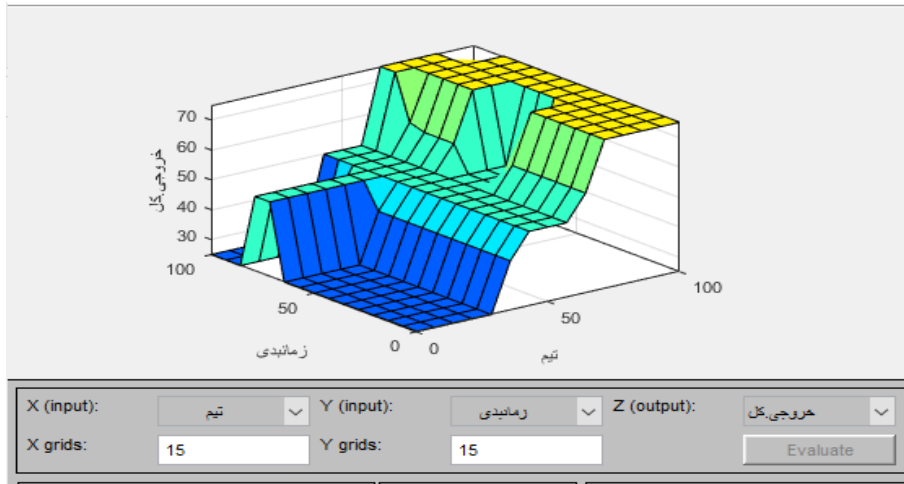 70
60
50
40
30
خروجی.کل
100
50
0
زمانبدی
0
50
100
تیم
X (input):
تیم
Y (input):
زمانبدی
Z (output):
خروجی.کل
X grids:
15
Y grids:
15
Evaluate